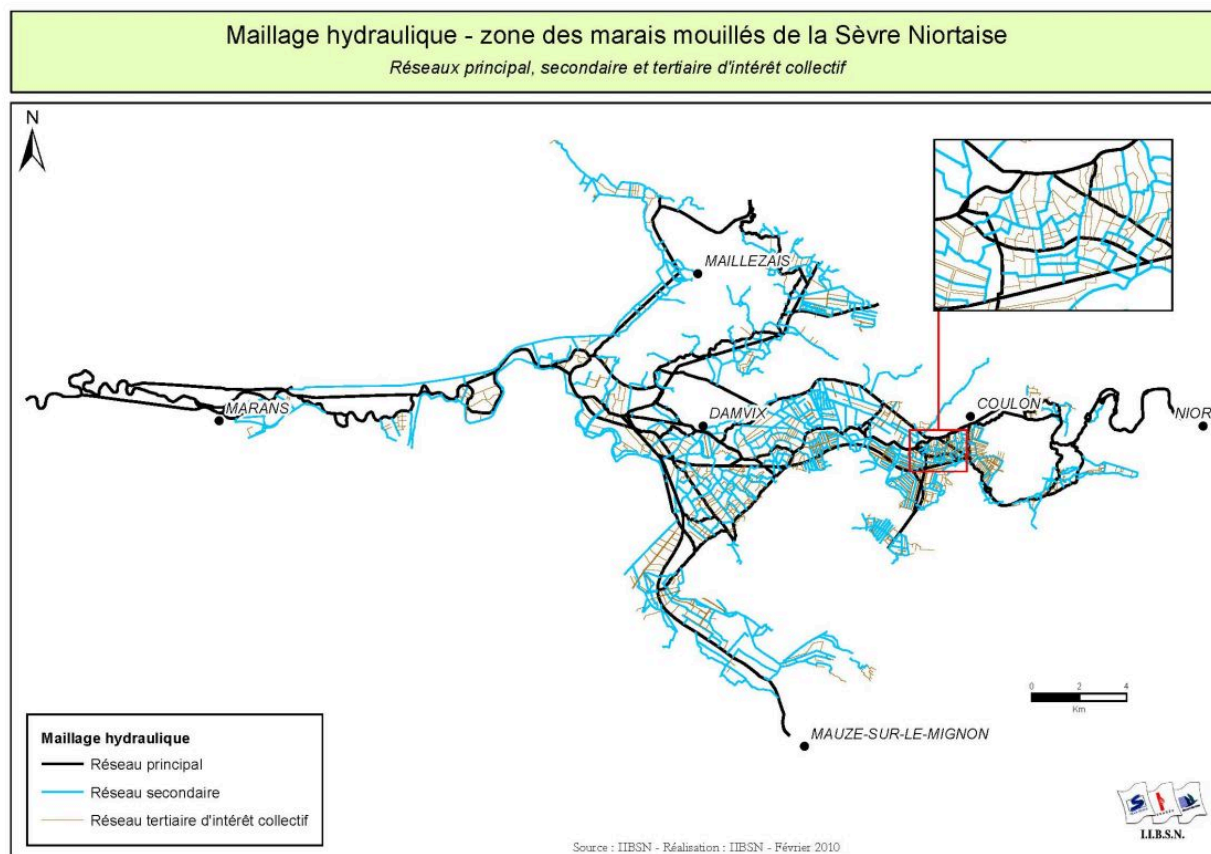 Maillage hydraulique - zone des marais mouillés de la Sèvre Niortaise
Réseaux principal, secondaire et tertiaire d'intérêt collectif
N
MAILLEZAIS
MARANS
DAMVIX
COULON
NIOR
MAUZE-SUR-LE-MIGNON
0 2 4
Km
Maillage hydraulique
Réseau principal
Réseau secondaire
Réseau tertiaire d'intérêt collectif
I.I.B.S.N.
Source : IIBSN - Réalisation : IIBSN - Février 2010